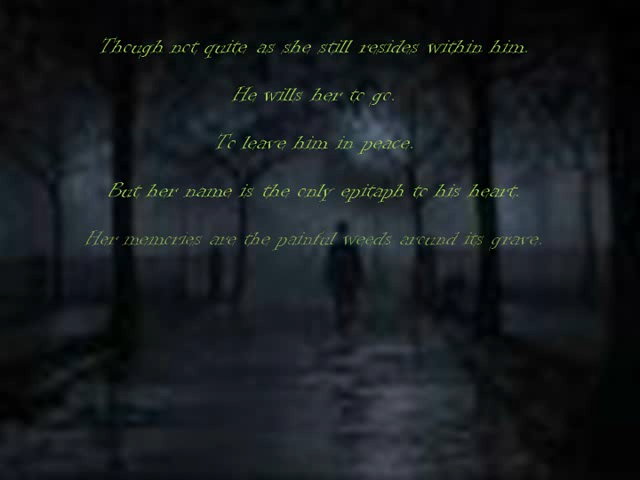 Though not quite as she still resides within him.
He wills her to go.
To leave him in peace.
But her name is the only epitaph to his heart.
Her memories are the painful weeds around its grave.